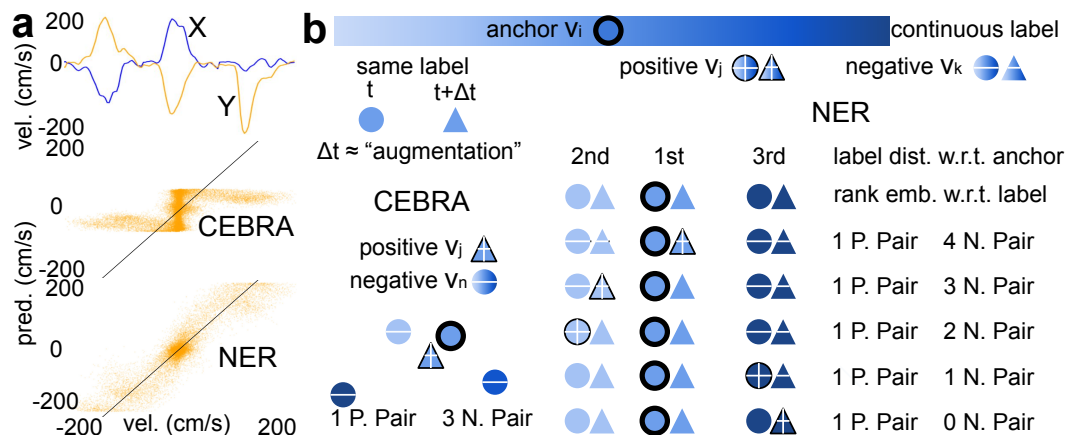 a
200
X
0
Y
-200
vel. (cm/s)
200
0
CEBRA
-200
200
pred. (cm/s)
0
NER
-200
-200
vel. (cm/s)
200
b
anchor vi
continuous label
same label
positive vj
negative vk
t
t+Δt
NER
Δt ≈ “augmentation”
2nd 1st 3rd label dist. w.r.t. anchor
CEBRA
rank emb. w.r.t. label
positive vj
1 P. Pair 4 N. Pair
negative vn
1 P. Pair 3 N. Pair
1 P. Pair 2 N. Pair
1 P. Pair 1 N. Pair
1 P. Pair 3 N. Pair
1 P. Pair 0 N. Pair